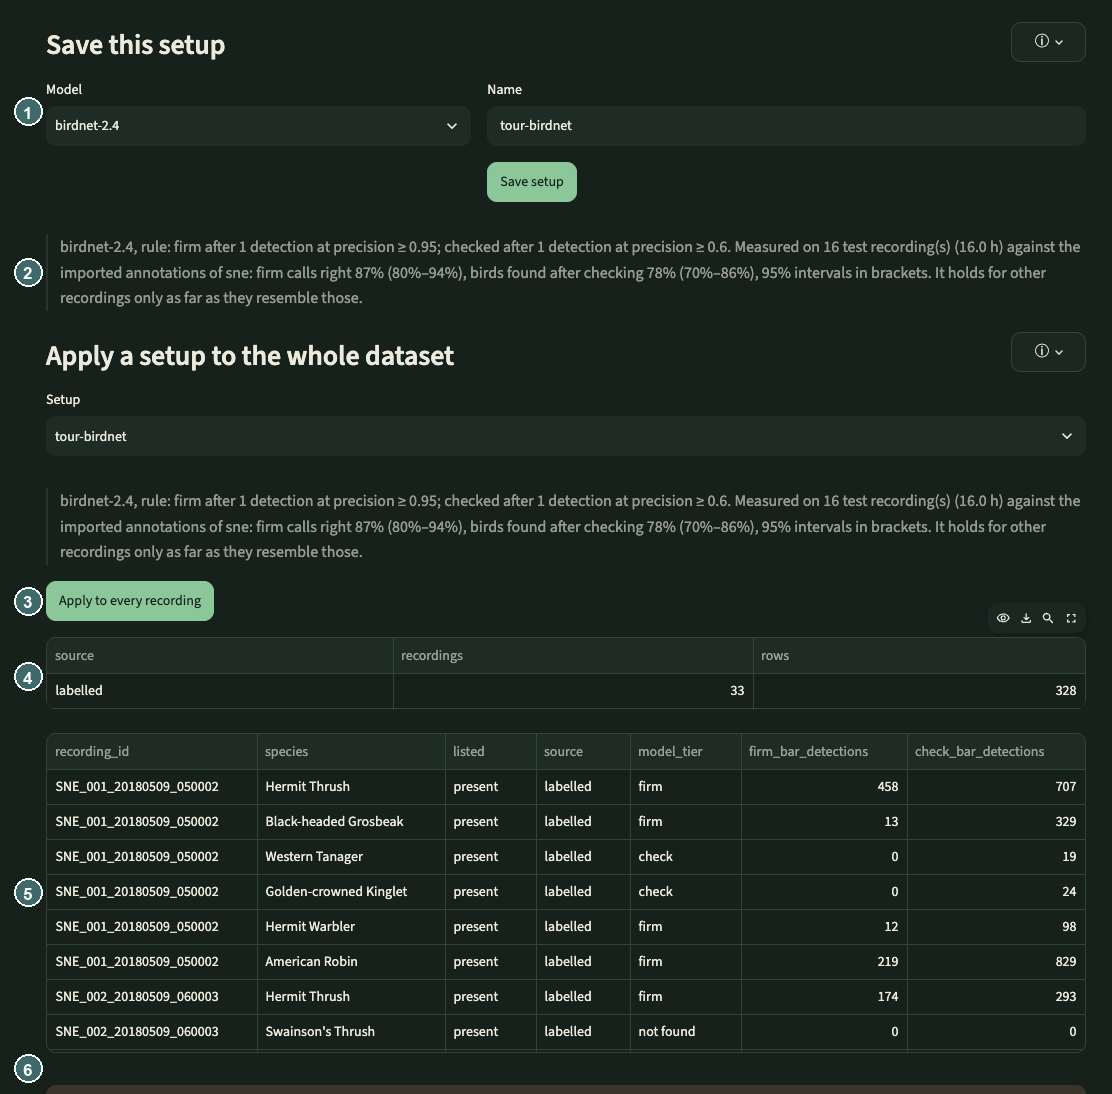 Save this setup
ⓘ
Model
Name
1
birdnet-2.4
tour-birdnet
Save setup
birdnet-2.4, rule: firm after 1 detection at precision ≥ 0.95; checked after 1 detection at precision ≥ 0.6. Measured on 16 test recording(s) (16.0 h) against the
2
imported annotations of sne: firm calls right 87% (80%–94%), birds found after checking 78% (70%–86%), 95% intervals in brackets. It holds for other
recordings only as far as they resemble those.
Apply a setup to the whole dataset
ⓘ
Setup
tour-birdnet
birdnet-2.4, rule: firm after 1 detection at precision ≥ 0.95; checked after 1 detection at precision ≥ 0.6. Measured on 16 test recording(s) (16.0 h) against the
imported annotations of sne: firm calls right 87% (80%–94%), birds found after checking 78% (70%–86%), 95% intervals in brackets. It holds for other
recordings only as far as they resemble those.
3
Apply to every recording
source recordings rows
4
labelled 33 328
recording_id species listed source model_tier firm_bar_detections check_bar_detections
SNE_001_20180509_050002 Hermit Thrush present labelled firm 458 707
SNE_001_20180509_050002 Black-headed Grosbeak present labelled firm 13 329
SNE_001_20180509_050002 Western Tanager present labelled check 0 19
5
SNE_001_20180509_050002 Golden-crowned Kinglet present labelled check 0 24
SNE_001_20180509_050002 Hermit Warbler present labelled firm 12 98
SNE_001_20180509_050002 American Robin present labelled firm 219 829
SNE_002_20180509_060003 Hermit Thrush present labelled firm 174 293
SNE_002_20180509_060003 Swainson's Thrush present labelled not found 0 0
6